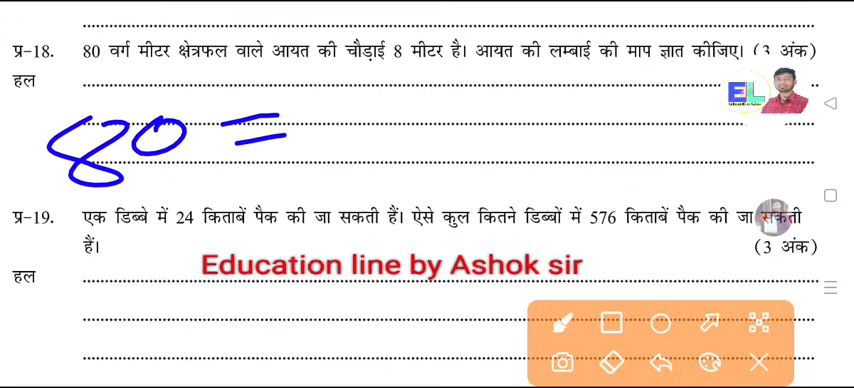 प्र–18. 80 वर्ग मीटर क्षेत्रफल वाले आयत की चौड़ाई 8 मीटर है। आयत की लम्बाई की माप ज्ञात कीजिए। (3 अंक)
हल
EL
80 =
प्र–19. एक डिब्बे में 24 किताबें पैक की जा सकती हैं। ऐसे कुल कितने डिब्बों में 576 किताबें पैक की जा सकती
हैं। (3 अंक)
Education line by Ashok sir
हल